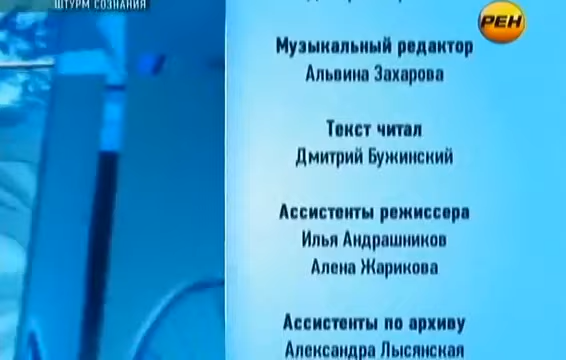 ШТУРМ СОЗНАНИЯ
РЕН
Музыкальный редактор
Альвина Захарова
Текст читал
Дмитрий Бужинский
Ассистенты режиссера
Илья Андрашников
Алена Жарикова
Ассистенты по архиву
Александра Лысянская